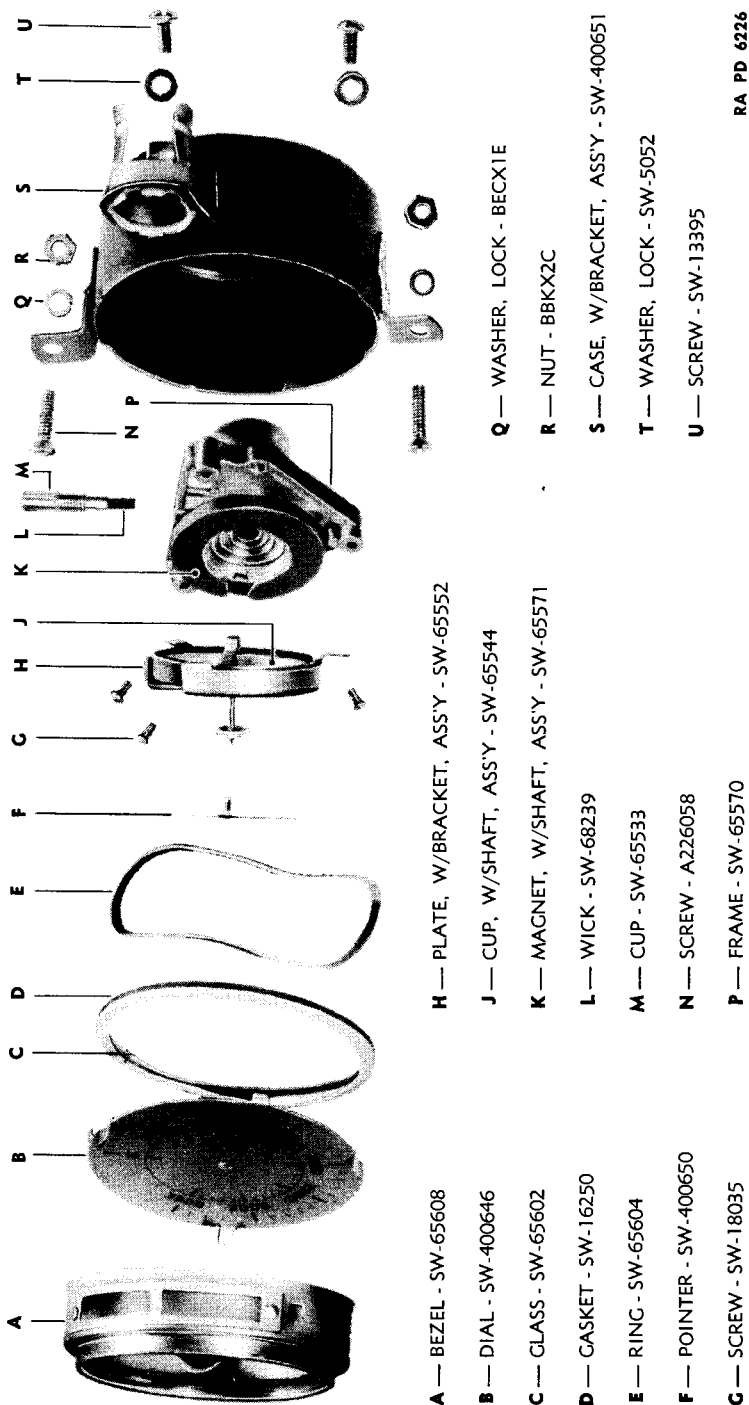 A B C D E F G H J K L M N P Q R S T U
A — BEZEL - SW-65608
B — DIAL - SW-400646
C — GLASS - SW-65602
D — GASKET - SW-16250
E — RING - SW-65604
F — POINTER - SW-400650
G — SCREW - SW-18035
H — PLATE, W/BRACKET, ASS'Y - SW-65552
J — CUP, W/SHAFT, ASS'Y - SW-65544
K — MAGNET, W/SHAFT, ASS'Y - SW-65571
L — WICK - SW-68239
M — CUP - SW-65533
N — SCREW - A226058
P — FRAME - SW-65570
Q — WASHER, LOCK - BECX1E
R — NUT - BBKX2C
S — CASE, W/BRACKET, ASS'Y - SW-400651
T — WASHER, LOCK - SW-5052
U — SCREW - SW-13395
RA PD 6226